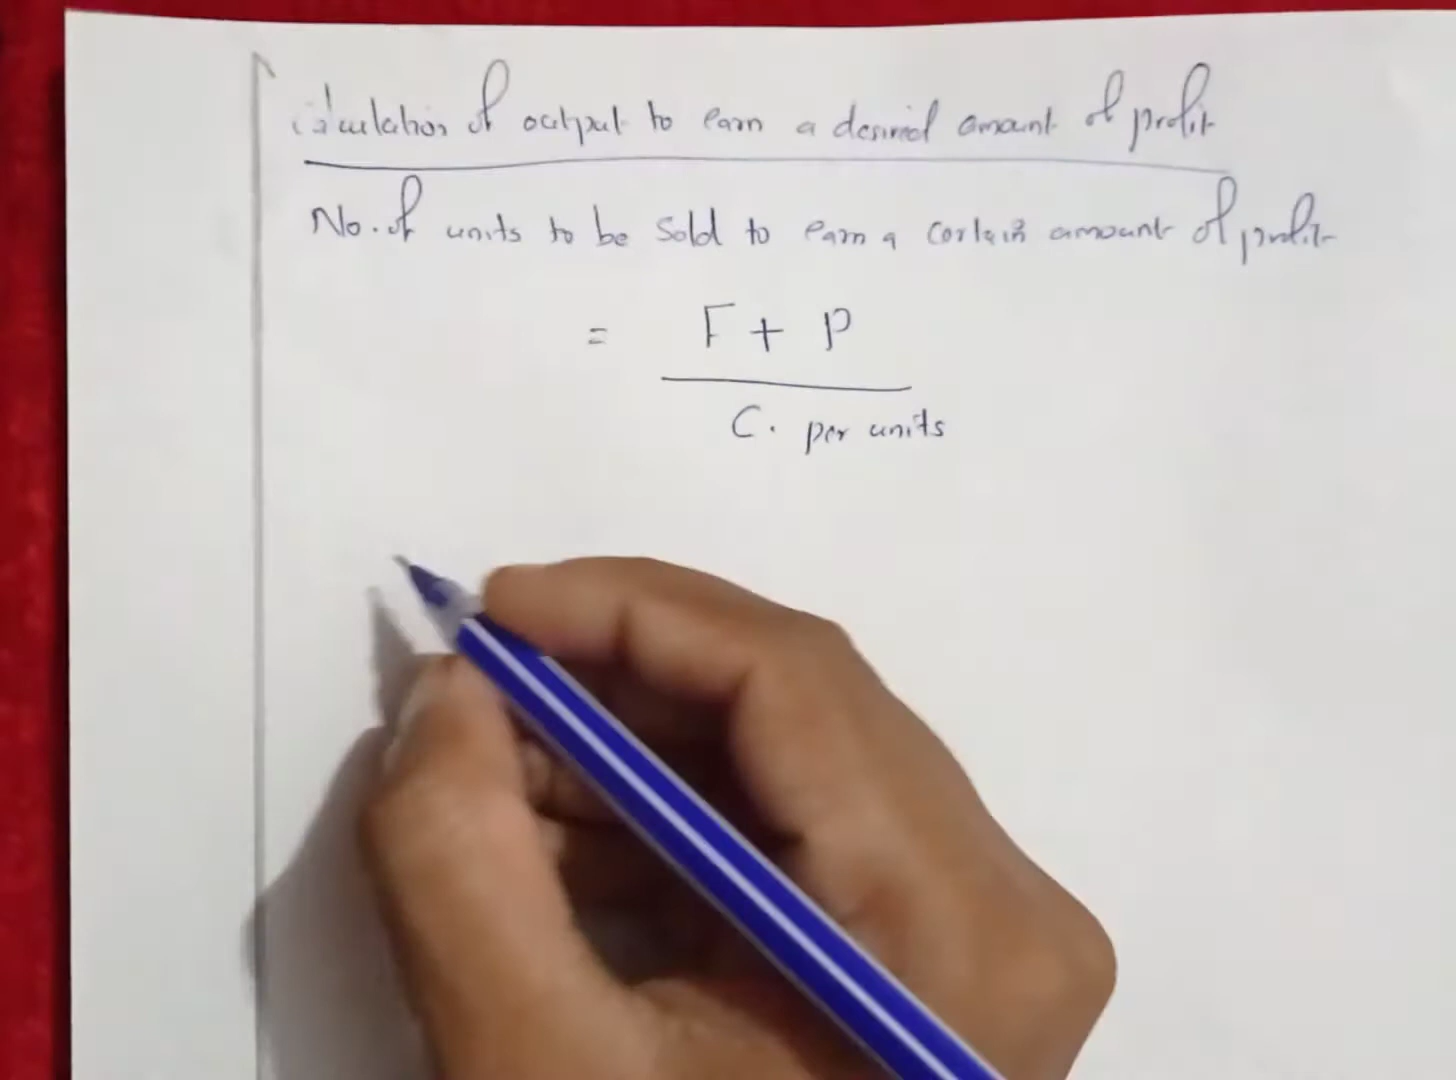 Calculation of output to earn a desired amount of profit
No. of units to be sold to earn a certain amount of profit
= F + P
C. per units